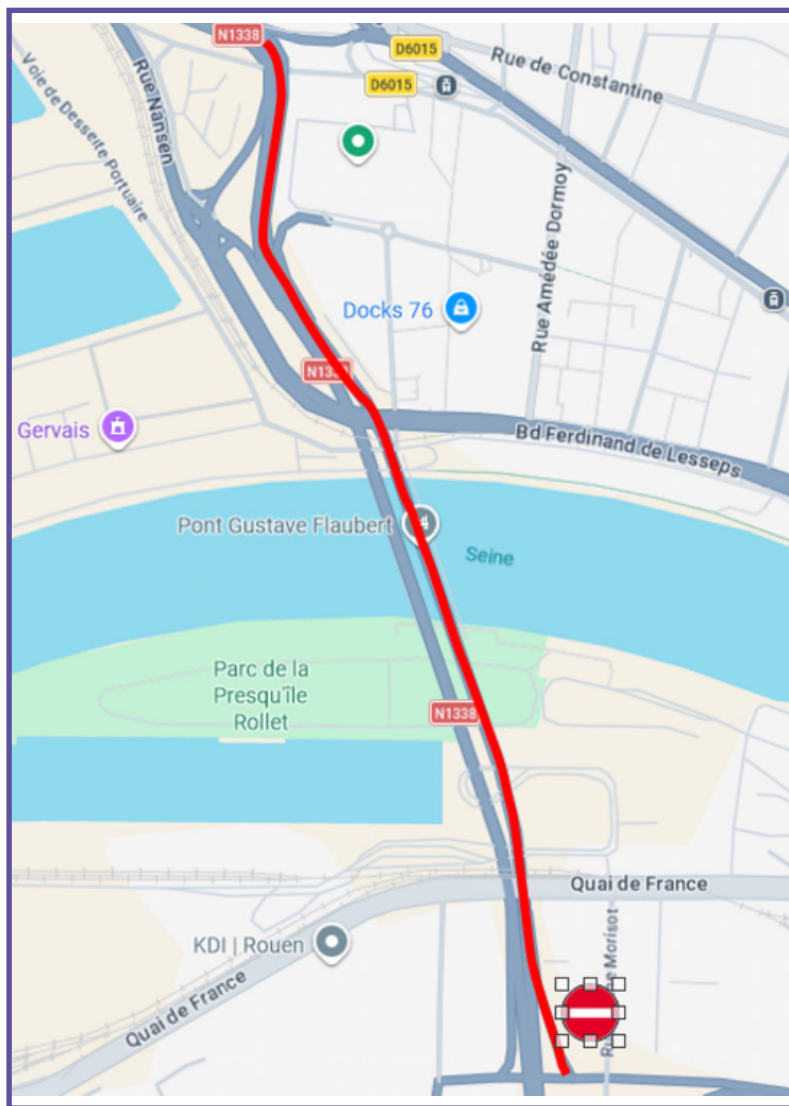 N1338
D6015
Rue de Constantine
D6015
Rue Nansen
Voie de Desserte Portuaire
Rue Amédée Dormoy
Docks 76
Gervais
Bd Ferdinand de Lesseps
Pont Gustave Flaubert
Seine
Parc de la
Presqu'île
Rollet
N1338
Quai de France
KDI | Rouen
Morisot
Quai de France